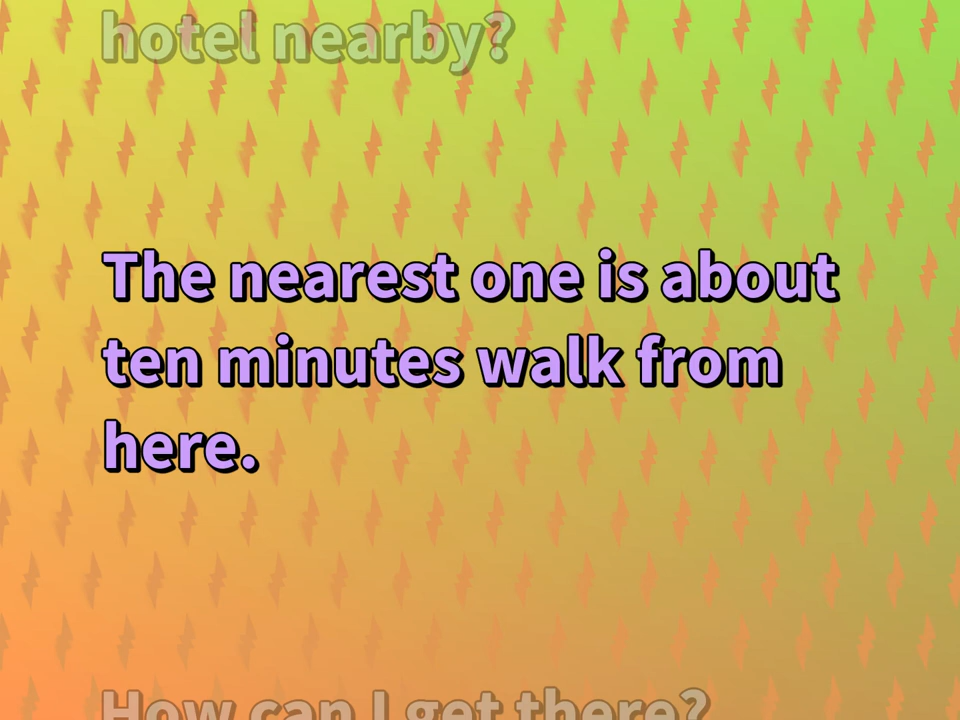 hotel nearby?
The nearest one is about
ten minutes walk from
here.
How can I get there?